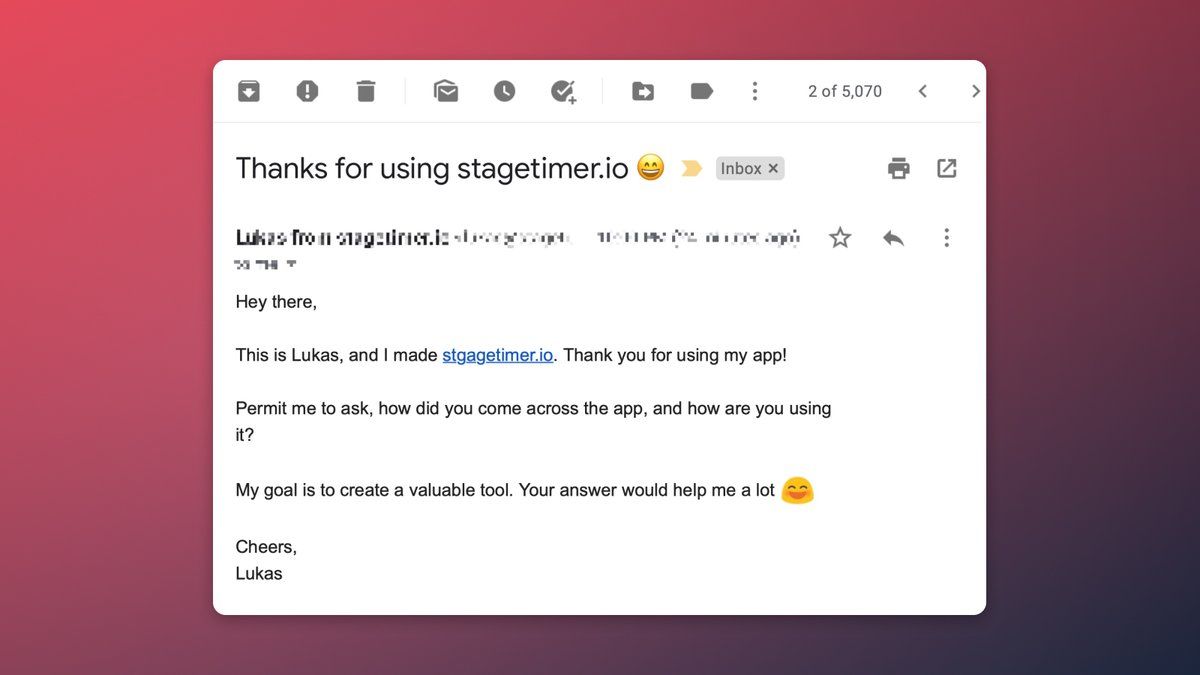 2 of 5,070
Thanks for using stagetimer.io 😄 Inbox ×
Lukas from stagetimer.io
Hey there,
This is Lukas, and I made stgagetimer.io. Thank you for using my app!
Permit me to ask, how did you come across the app, and how are you using
it?
My goal is to create a valuable tool. Your answer would help me a lot 😄
Cheers,
Lukas